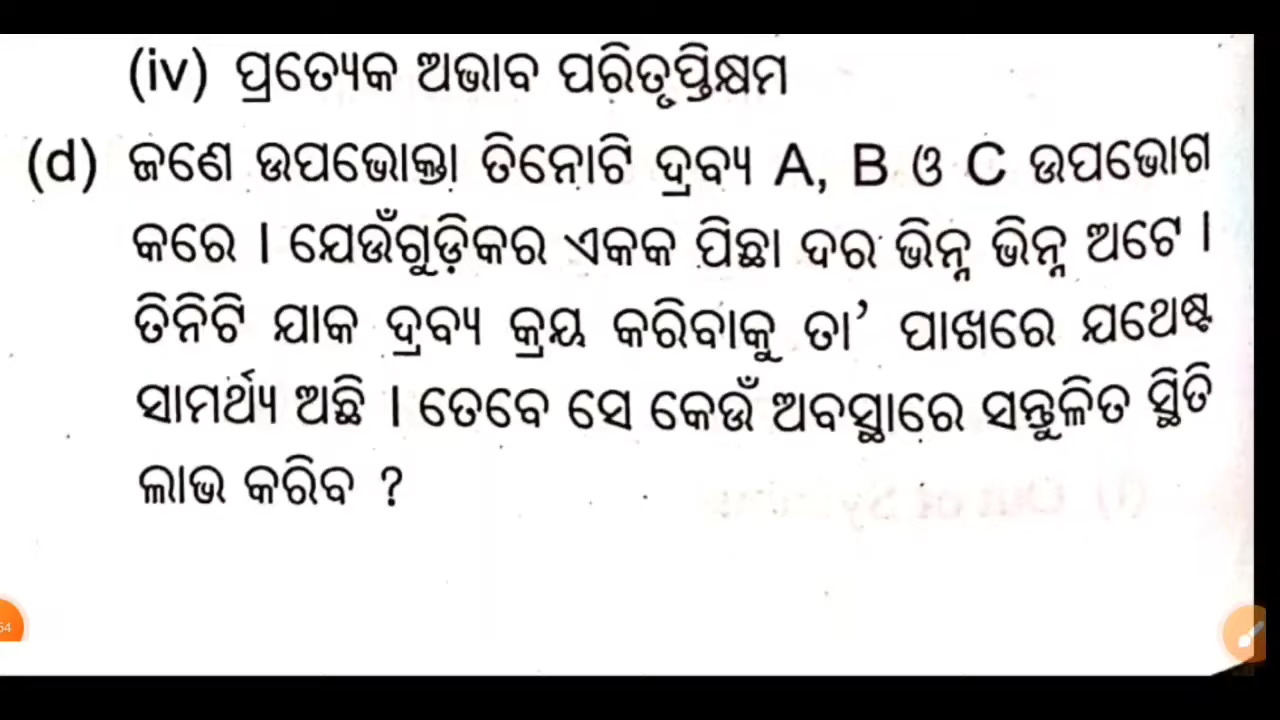 (iv) ପ୍ରତ୍ୟେକ ଅଭାବ ପରିତୃପ୍ତିକ୍ଷମ
(d) ଜଣେ ଉପଭୋକ୍ତା ତିନୋଟି ଦ୍ରବ୍ୟ A, B ଓ C ଉପଭୋଗ
କରେ । ଯେଉଁଗୁଡ଼ିକର ଏକକ ପିଛା ଦର ଭିନ୍ନ ଭିନ୍ନ ଅଟେ ।
ତିନିଟି ଯାକ ଦ୍ରବ୍ୟ କ୍ରୟ କରିବାକୁ ତା’ ପାଖରେ ଯଥେଷ୍ଟ
ସାମର୍ଥ୍ୟ ଅଛି । ତେବେ ସେ କେଉଁ ଅବସ୍ଥାରେ ସନ୍ତୁଳିତ ସ୍ଥିତି
ଲାଭ କରିବ ?